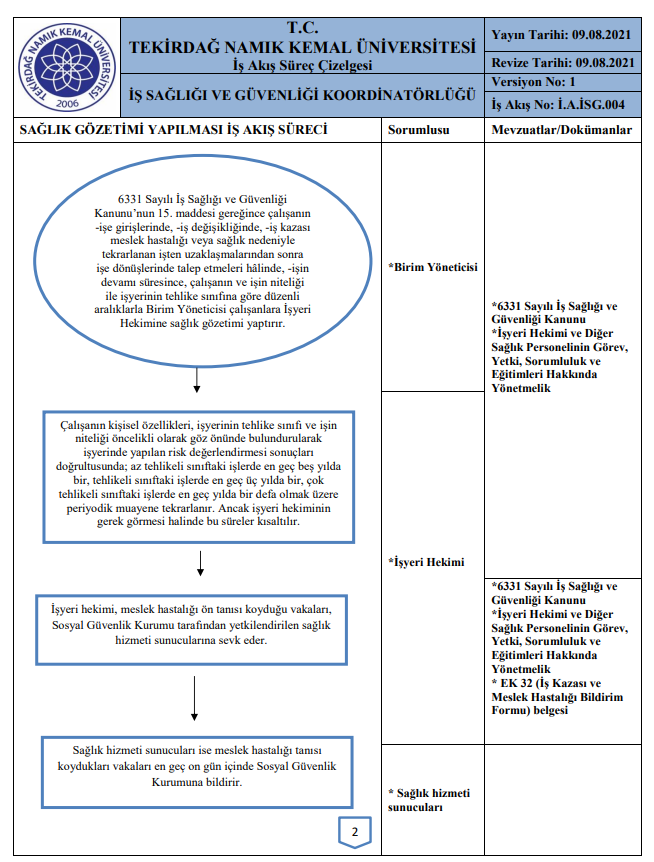 T.C.
TEKİRDAĞ NAMIK KEMAL ÜNİVERSİTESİ
İş Akış Süreç Çizelgesi
İŞ SAĞLIĞI VE GÜVENLİĞİ KOORDİNATÖRLÜĞÜ
Yayın Tarihi: 09.08.2021
Revize Tarihi: 09.08.2021
Versiyon No: 1
İş Akış No: İ.A.İSG.004
TEKİRDAĞ NAMIK KEMAL ÜNİVERSİTESİ
2006
SAĞLIK GÖZETİMİ YAPILMASI İŞ AKIŞ SÜRECİ
Sorumlusu
Mevzuatlar/Dokümanlar
6331 Sayılı İş Sağlığı ve Güvenliği
Kanunu’nun 15. maddesi gereğince çalışanın
-işe girişlerinde, -iş değişikliğinde, -iş kazası
meslek hastalığı veya sağlık nedeniyle
tekrarlanan işten uzaklaşmalarından sonra
işe dönüşlerinde talep etmeleri hâlinde, -işin
devamı süresince, çalışanın ve işin niteliği
ile işyerinin tehlike sınıfına göre düzenli
aralıklarla Birim Yöneticisi çalışanlara İşyeri
Hekimine sağlık gözetimi yaptırır.
*Birim Yöneticisi
*6331 Sayılı İş Sağlığı ve
Güvenliği Kanunu
*İşyeri Hekimi ve Diğer
Sağlık Personelinin Görev,
Yetki, Sorumluluk ve
Eğitimleri Hakkında
Yönetmelik
Çalışanın kişisel özellikleri, işyerinin tehlike sınıfı ve işin
niteliği öncelikli olarak göz önünde bulundurularak
işyerinde yapılan risk değerlendirmesi sonuçları
doğrultusunda; az tehlikeli sınıftaki işlerde en geç beş yılda
bir, tehlikeli sınıftaki işlerde en geç üç yılda bir, çok
tehlikeli sınıftaki işlerde en geç yılda bir defa olmak üzere
periyodik muayene tekrarlanır. Ancak işyeri hekiminin
gerek görmesi halinde bu süreler kısaltılır.
*İşyeri Hekimi
İşyeri hekimi, meslek hastalığı ön tanısı koyduğu vakaları,
Sosyal Güvenlik Kurumu tarafından yetkilendirilen sağlık
hizmeti sunucularına sevk eder.
*6331 Sayılı İş Sağlığı ve
Güvenliği Kanunu
*İşyeri Hekimi ve Diğer
Sağlık Personelinin Görev,
Yetki, Sorumluluk ve
Eğitimleri Hakkında
Yönetmelik
* EK 32 (İş Kazası ve
Meslek Hastalığı Bildirim
Formu) belgesi
Sağlık hizmeti sunucuları ise meslek hastalığı tanısı
koydukları vakaları en geç on gün içinde Sosyal Güvenlik
Kurumuna bildirir.
* Sağlık hizmeti
sunucuları
2